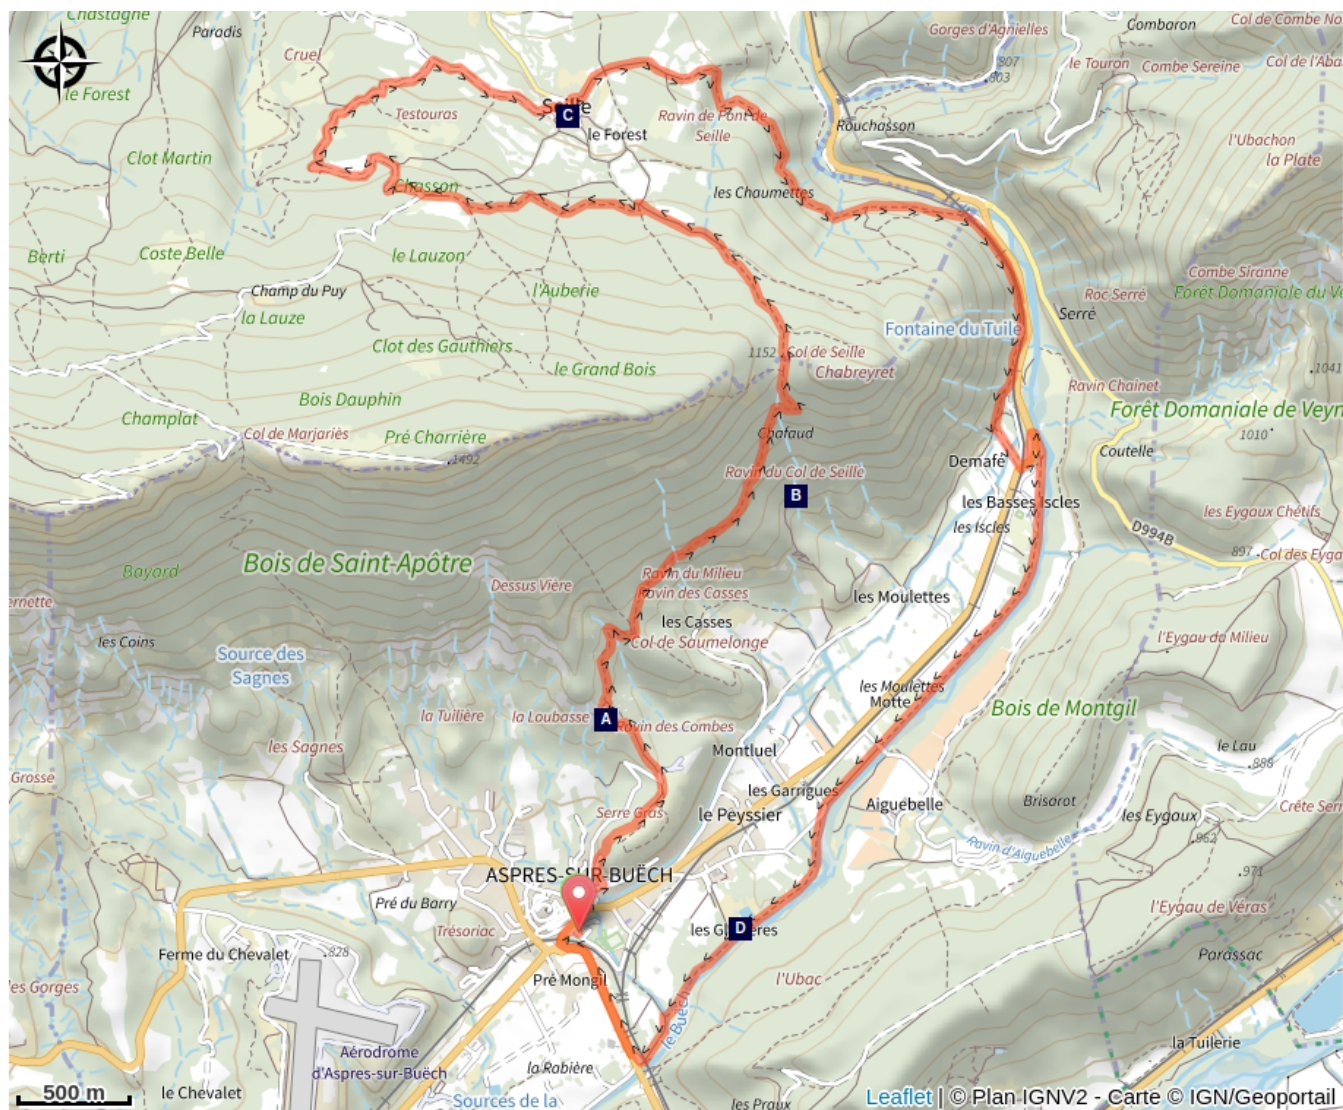 Chastagne
Paradis
Cruel
le Forest
Testouras
Seille
C
le Forest
Ravin de Pont de
Seille
Gorges d'Agnielles
807
803
Combaron
Col de Combe No
le Touron
Combe Sereine
Col de l'Aba
Rouchasson
l'Ubachon
la Plate
Clot Martin
Chasson
les Chaumettes
Berti
Coste Belle
le Lauzon
Champ du Puy
la Lauze
l'Auberie
Combe Siranne
Roc Serré
Forêt Domaniale du Ve
Serre
Fontaine du Tuile
Clot des Gauthiers
1152
Col de Seille
Chabreyret
le Grand Bois
1041
Ravin Chaînet
Bois Dauphin
Champlat
Col de Marjariès
Pré Charrière
1492
Chafaud
Forêt Domaniale de Veyn
1010
Coutelle
Demafé
Ravin du Col de Seille
B
les Basses Iscles
les Iscles
les Eygaux Chétifs
D994B
897
Col des Eyga
Bois de Saint-Apôtre
Bayard
Dessus Vière
Ravin du Milieu
Ravin des Casses
les Moulettes
ernette
les Coins
les Casses
Col de Saumelonge
l'Eygau du Milieu
Source des
Sagnes
les Moulettes
Motte
Bois de Montgil
la Tuilière
la Loubasse
A
Ravin des Combes
les Sagnes
Montluel
le Lau
888
Grosse
les Garrigues
Aiguebelle
Brisorot
Crête Serr
Serre Gras
le Peyssier
les Eygaux
962
Ravin d'Aiguebelle
ASPRES-SUR-BUËCH
971
Pré du Barry
Trésoriac
D
l'Eygau de Véras
Ferme du Chevalet
828
Parassac
Pré Mongil
l'Ubac
les Gorges
le Buëch
la Tuilerie
Aérodrome
d'Aspres-sur-Buëch
la Rabière
le Chevalet
500 m
Sources de la
les Praux
Leaflet | © Plan IGNV2 - Carte © IGN/Geoportail